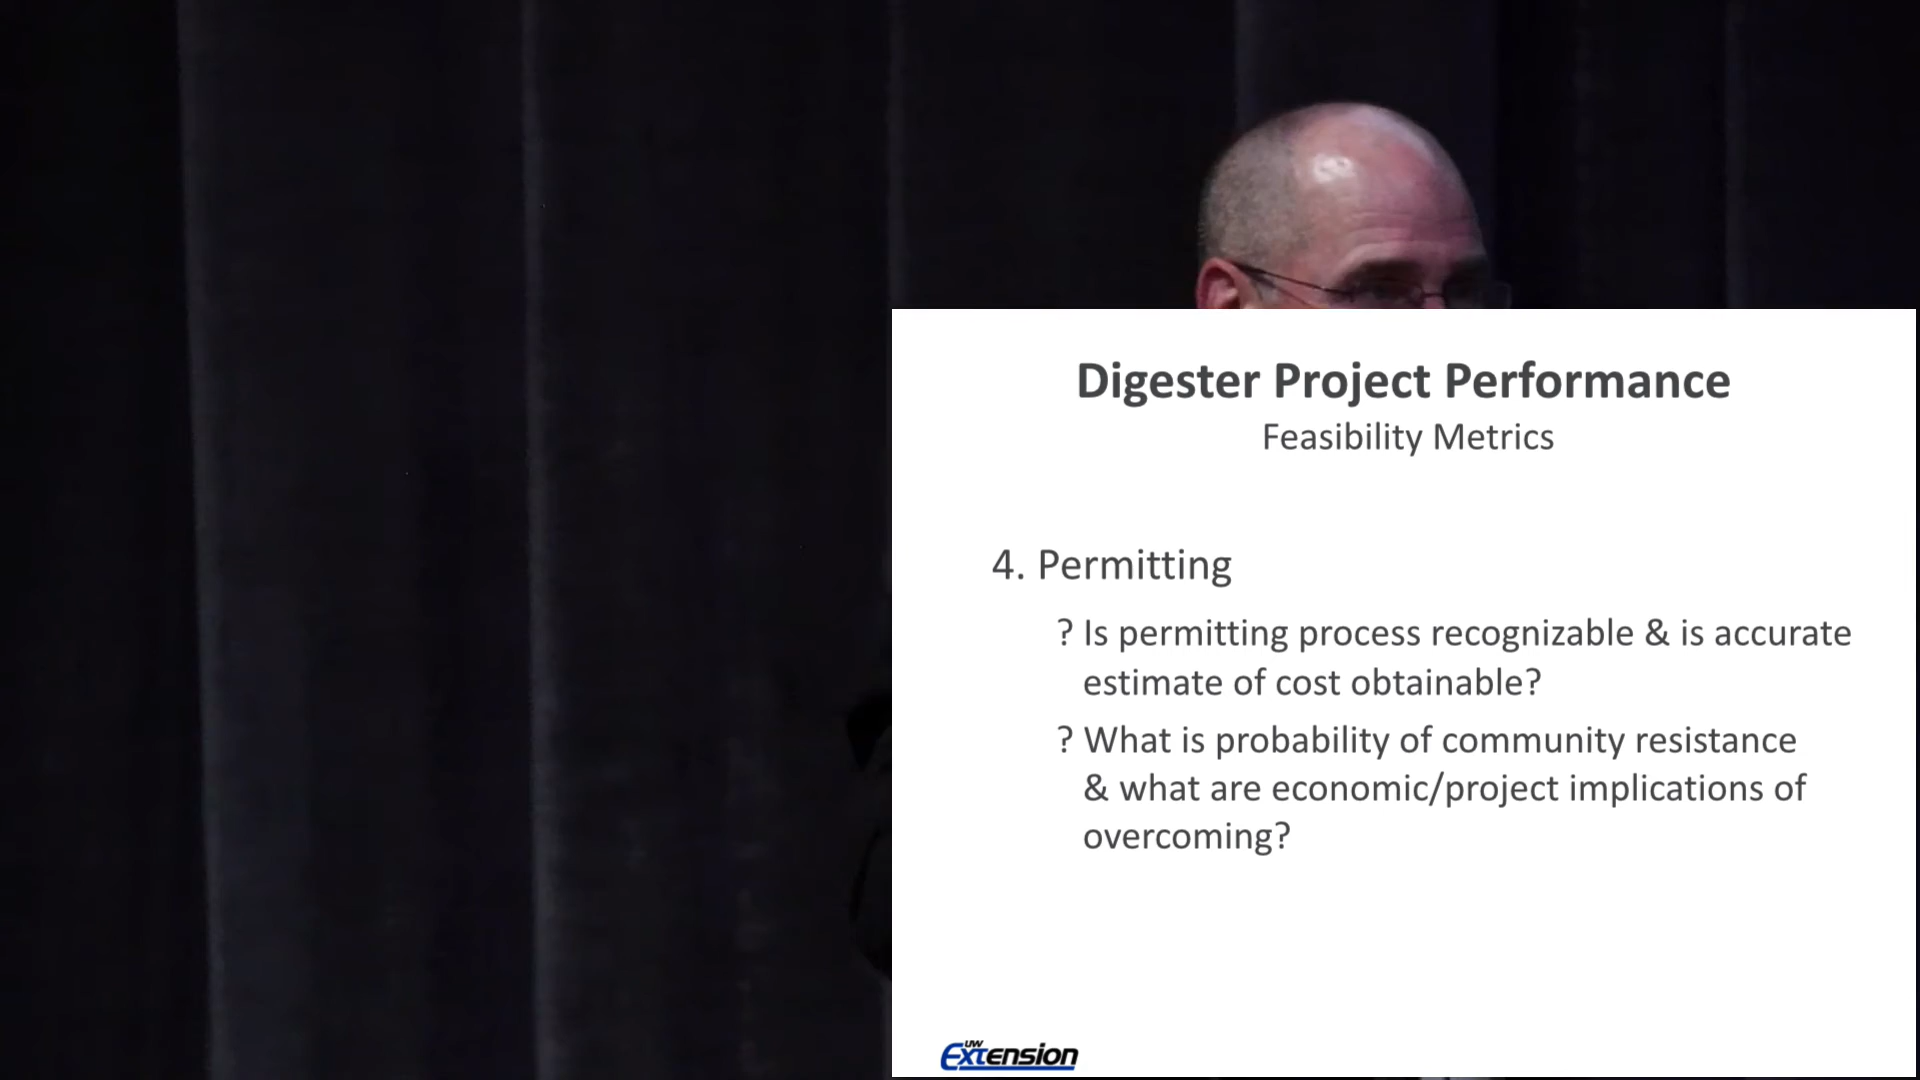 Digester Project Performance
Feasibility Metrics
4. Permitting
? Is permitting process recognizable & is accurate
estimate of cost obtainable?
? What is probability of community resistance
& what are economic/project implications of
overcoming?
UW
Extension